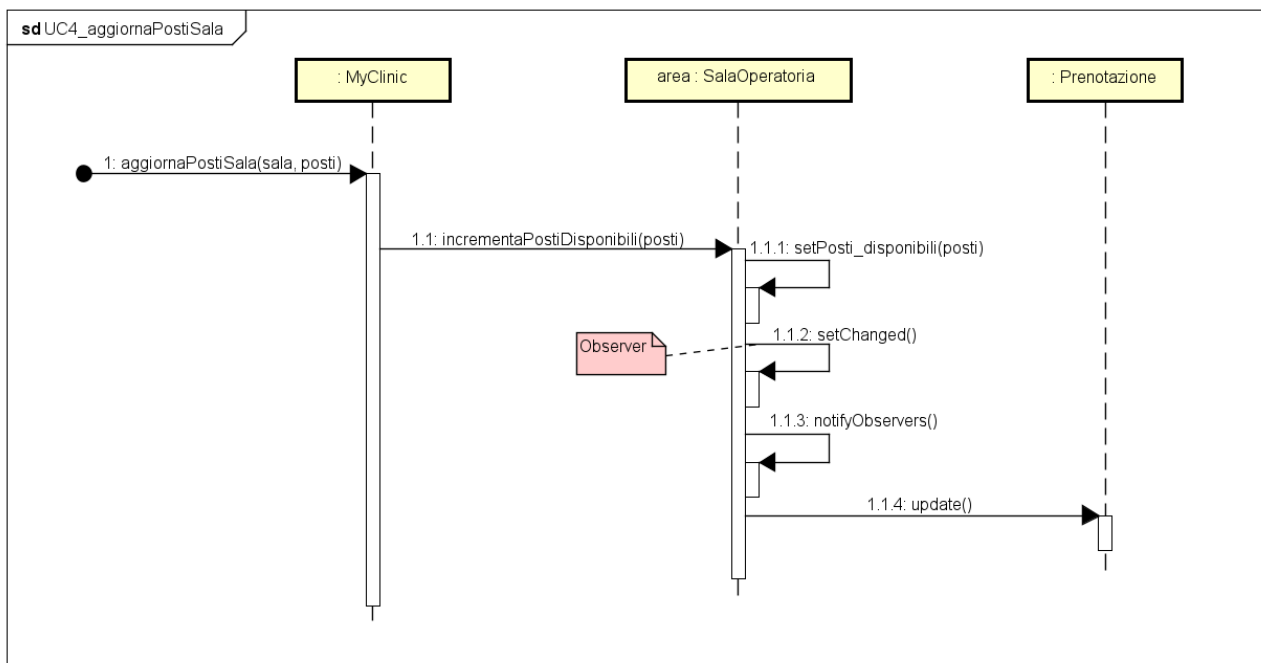 sd UC4_aggiornaPostiSala
: MyClinic
area : SalaOperatoria
: Prenotazione
1: aggiornaPostiSala(sala, posti)
1.1: incrementaPostiDisponibili(posti)
1.1.1: setPosti_disponibili(posti)
Observer
1.1.2: setChanged()
1.1.3: notifyObservers()
1.1.4: update()